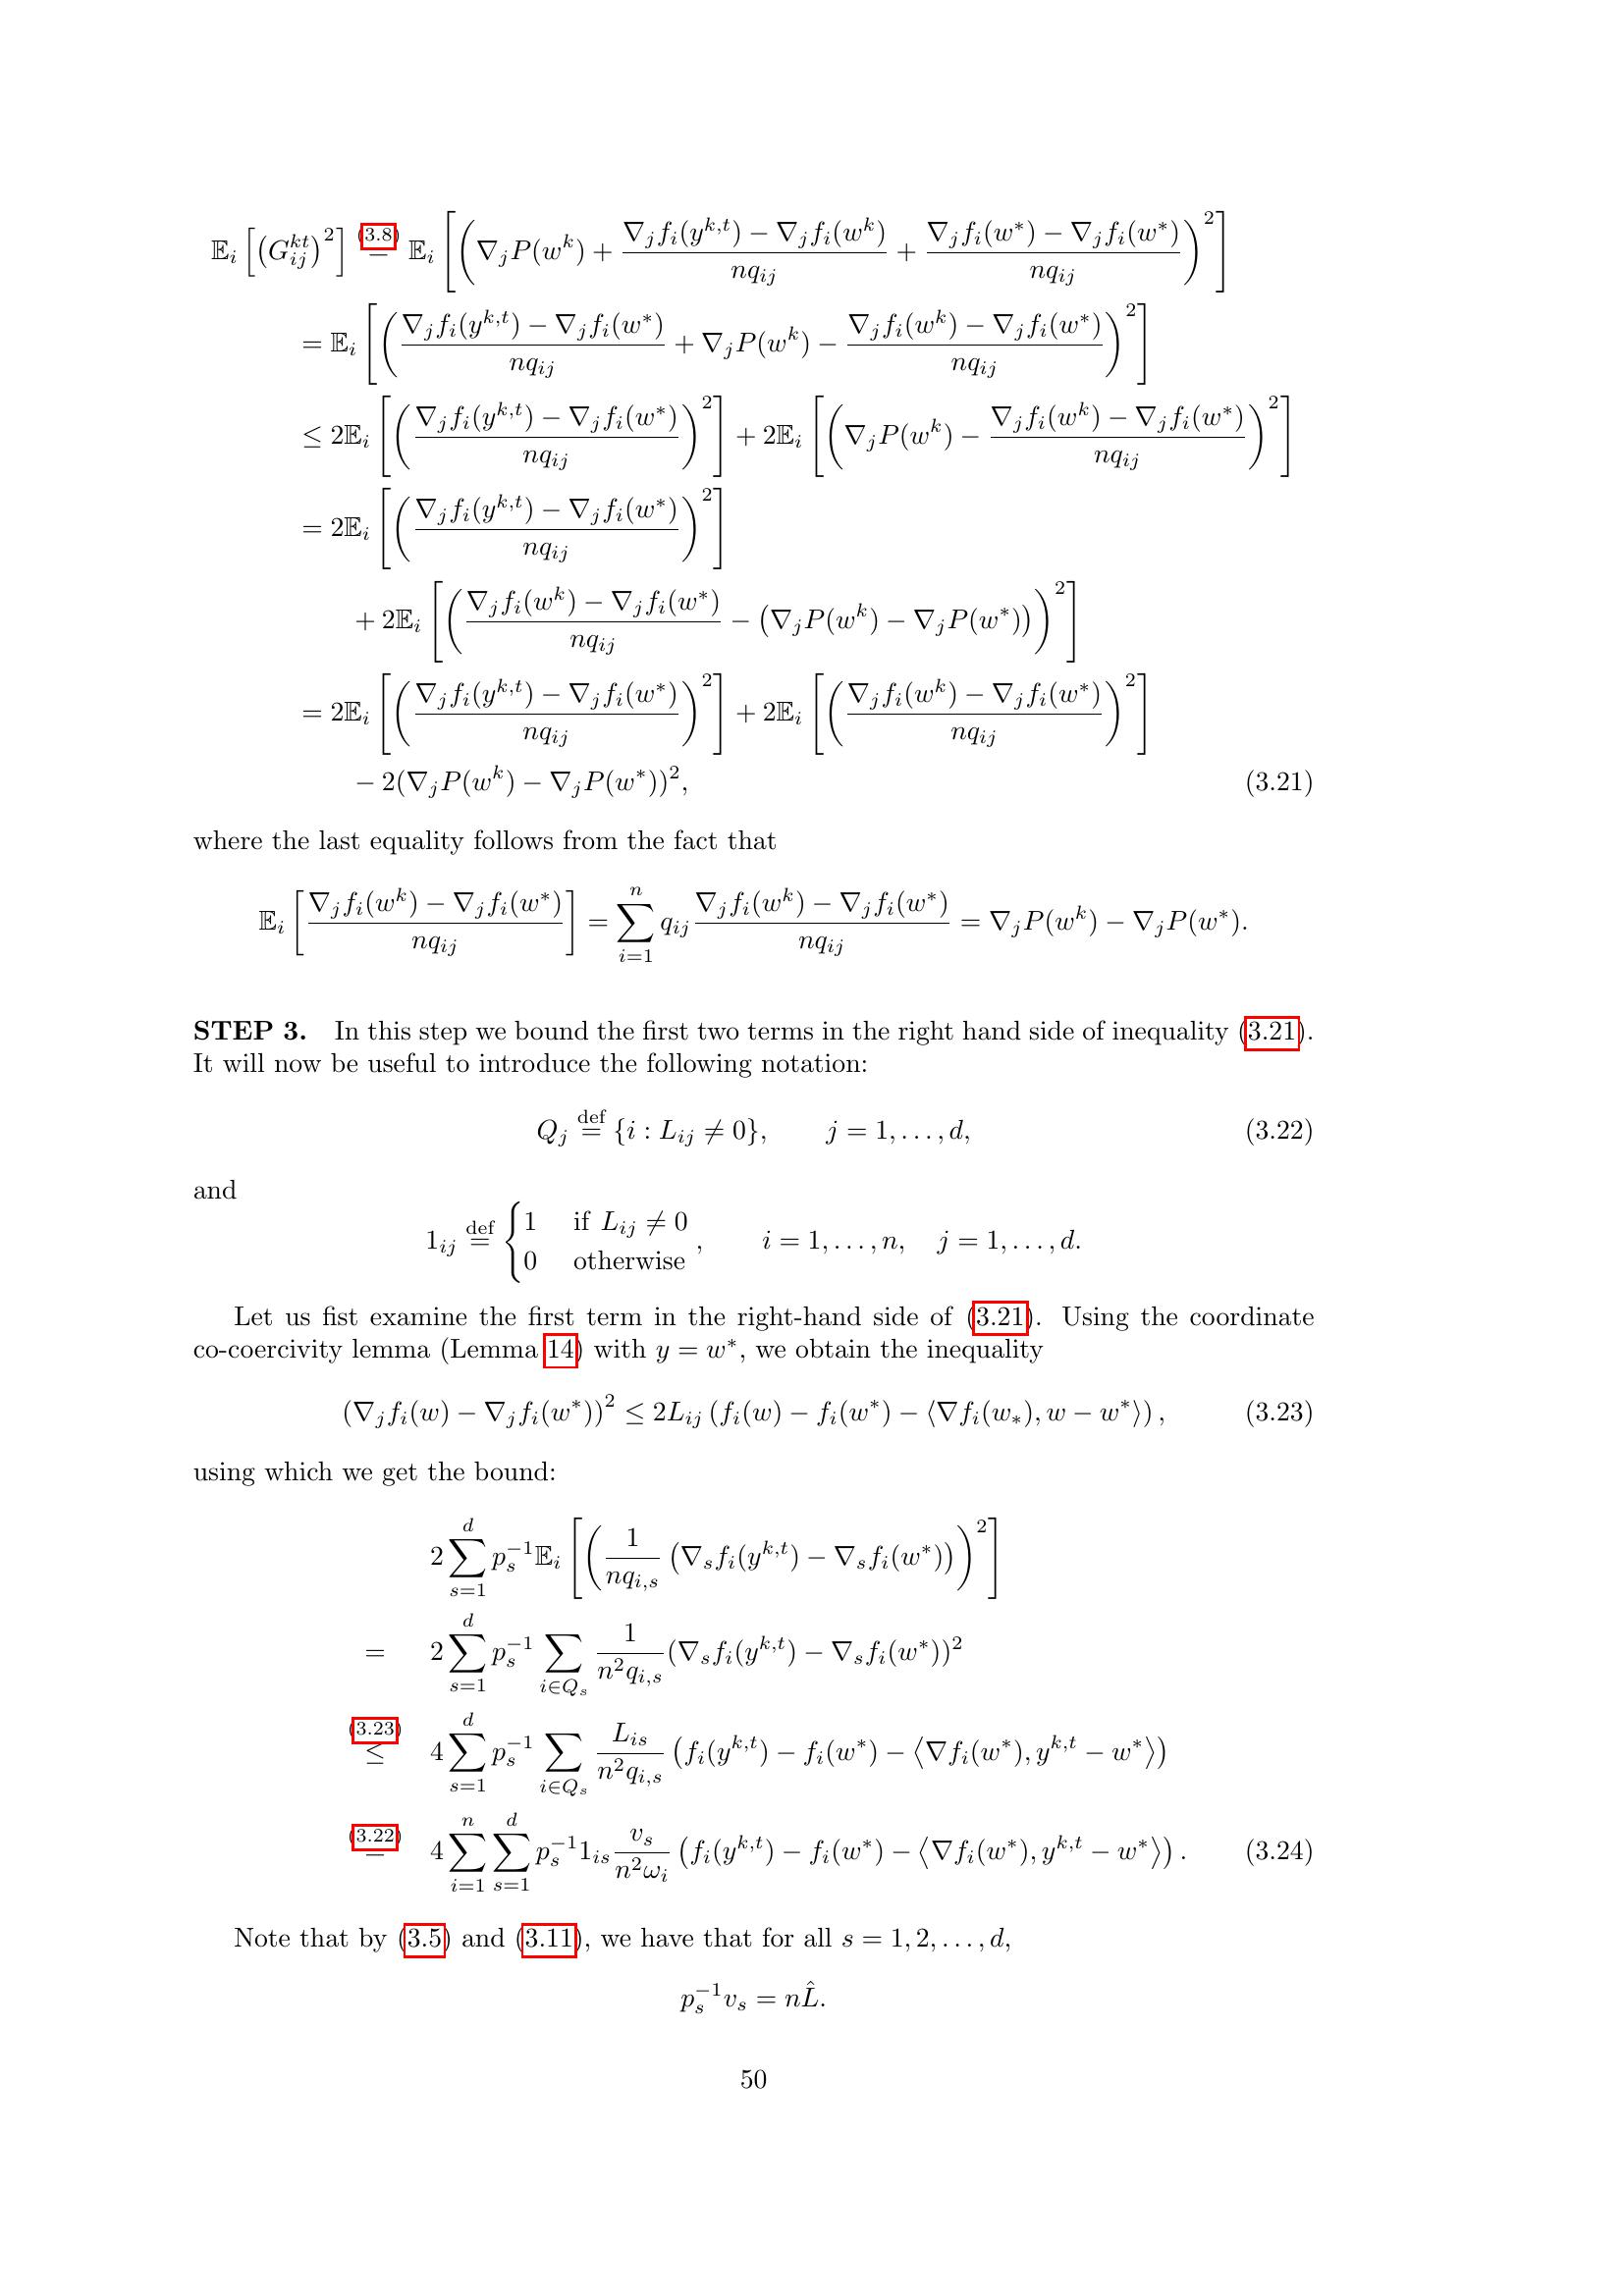 $\mathbb{E}_i\left[\left(G_{ij}^{kt}\right)^2\right] \overset{(3.8)}{=} \mathbb{E}_i\left[\left(\nabla_j P(w^k) + \frac{\nabla_j f_i(y^{k,t}) - \nabla_j f_i(w^k)}{nq_{ij}} + \frac{\nabla_j f_i(w^*) - \nabla_j f_i(w^*)}{nq_{ij}}\right)^2\right]$
$= \mathbb{E}_i\left[\left(\frac{\nabla_j f_i(y^{k,t}) - \nabla_j f_i(w^*)}{nq_{ij}} + \nabla_j P(w^k) - \frac{\nabla_j f_i(w^k) - \nabla_j f_i(w^*)}{nq_{ij}}\right)^2\right]$
$\leq 2\mathbb{E}_i\left[\left(\frac{\nabla_j f_i(y^{k,t}) - \nabla_j f_i(w^*)}{nq_{ij}}\right)^2\right] + 2\mathbb{E}_i\left[\left(\nabla_j P(w^k) - \frac{\nabla_j f_i(w^k) - \nabla_j f_i(w^*)}{nq_{ij}}\right)^2\right]$
$= 2\mathbb{E}_i\left[\left(\frac{\nabla_j f_i(y^{k,t}) - \nabla_j f_i(w^*)}{nq_{ij}}\right)^2\right]$
$+ 2\mathbb{E}_i\left[\left(\frac{\nabla_j f_i(w^k) - \nabla_j f_i(w^*)}{nq_{ij}} - \left(\nabla_j P(w^k) - \nabla_j P(w^*)\right)\right)^2\right]$
$= 2\mathbb{E}_i\left[\left(\frac{\nabla_j f_i(y^{k,t}) - \nabla_j f_i(w^*)}{nq_{ij}}\right)^2\right] + 2\mathbb{E}_i\left[\left(\frac{\nabla_j f_i(w^k) - \nabla_j f_i(w^*)}{nq_{ij}}\right)^2\right]$
$- 2(\nabla_j P(w^k) - \nabla_j P(w^*))^2,$ (3.21)
where the last equality follows from the fact that
$\mathbb{E}_i\left[\frac{\nabla_j f_i(w^k) - \nabla_j f_i(w^*)}{nq_{ij}}\right] = \sum_{i=1}^n q_{ij} \frac{\nabla_j f_i(w^k) - \nabla_j f_i(w^*)}{nq_{ij}} = \nabla_j P(w^k) - \nabla_j P(w^*).$
STEP 3. In this step we bound the first two terms in the right hand side of inequality (3.21).
It will now be useful to introduce the following notation:
$Q_j \overset{\text{def}}{=} \{i : L_{ij} \neq 0\}, \quad j = 1, \ldots, d,$ (3.22)
and
$1_{ij} \overset{\text{def}}{=} \begin{cases} 1 & \text{if } L_{ij} \neq 0 \\ 0 & \text{otherwise} \end{cases}, \quad i = 1, \ldots, n, \quad j = 1, \ldots, d.$
Let us fist examine the first term in the right-hand side of (3.21). Using the coordinate
co-coercivity lemma (Lemma 14) with $y = w^*$, we obtain the inequality
$(\nabla_j f_i(w) - \nabla_j f_i(w^*))^2 \leq 2L_{ij}\left(f_i(w) - f_i(w^*) - \langle \nabla f_i(w_*), w - w^* \rangle\right),$ (3.23)
using which we get the bound:
$2\sum_{s=1}^d p_s^{-1} \mathbb{E}_i\left[\left(\frac{1}{nq_{i,s}}\left(\nabla_s f_i(y^{k,t}) - \nabla_s f_i(w^*)\right)\right)^2\right]$
$= 2\sum_{s=1}^d p_s^{-1} \sum_{i \in Q_s} \frac{1}{n^2 q_{i,s}}(\nabla_s f_i(y^{k,t}) - \nabla_s f_i(w^*))^2$
$\overset{(3.23)}{\leq} 4\sum_{s=1}^d p_s^{-1} \sum_{i \in Q_s} \frac{L_{is}}{n^2 q_{i,s}}\left(f_i(y^{k,t}) - f_i(w^*) - \left\langle \nabla f_i(w^*), y^{k,t} - w^* \right\rangle\right)$
$\overset{(3.22)}{=} 4\sum_{i=1}^n \sum_{s=1}^d p_s^{-1} 1_{is} \frac{v_s}{n^2 \omega_i}\left(f_i(y^{k,t}) - f_i(w^*) - \left\langle \nabla f_i(w^*), y^{k,t} - w^* \right\rangle\right).$ (3.24)
Note that by (3.5) and (3.11), we have that for all $s = 1, 2, \ldots, d,$
$p_s^{-1} v_s = n\hat{L}.$
50